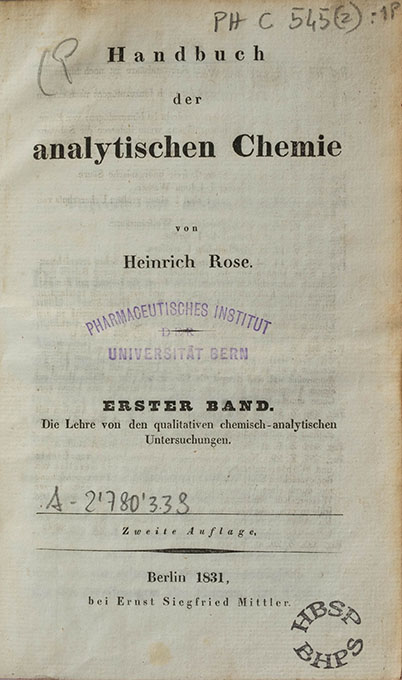 PH C 545(2):1P
Handbuch
der
analytischen Chemie
von
Heinrich Rose.
PHARMACEUTISCHES INSTITUT
DER
UNIVERSITÄT BERN
ERSTER BAND.
Die Lehre von den qualitativen chemisch-analytischen
Untersuchungen.
A-2'780'338
Zweite Auflage.
Berlin 1831,
bei Ernst Siegfried Mittler.
HBSP
BHPS